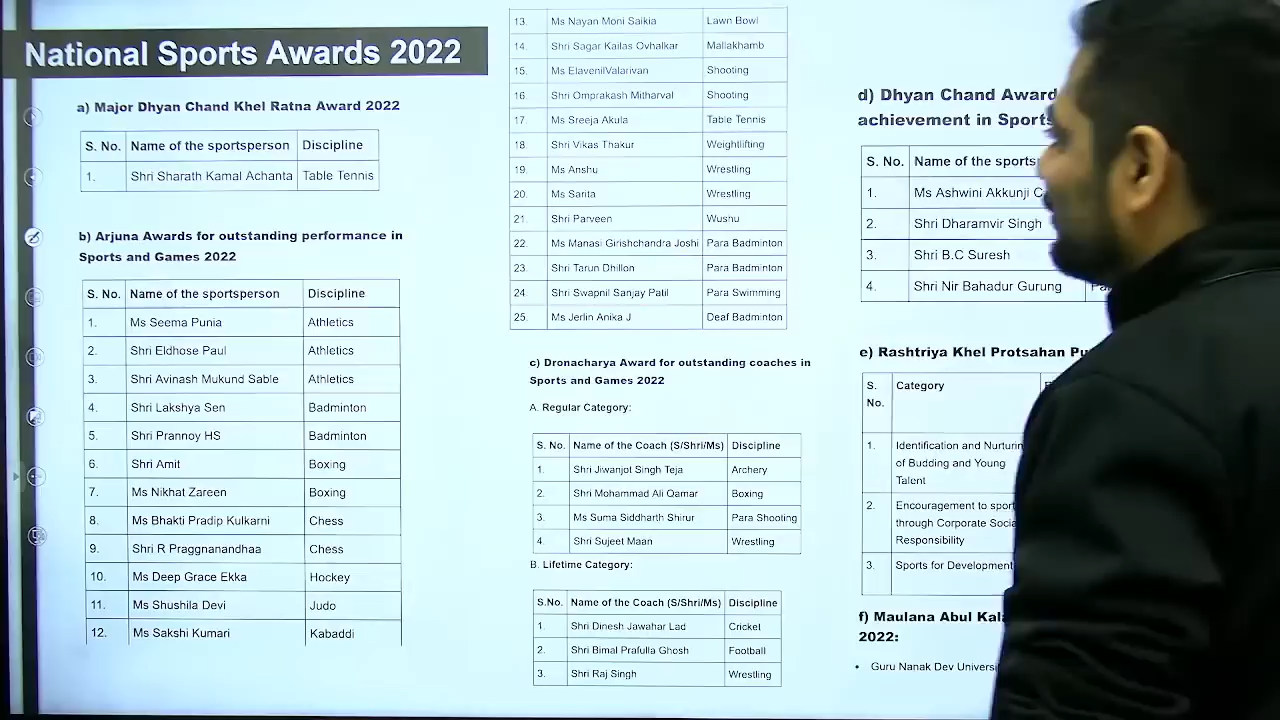 National Sports Awards 2022
a) Major Dhyan Chand Khel Ratna Award 2022
S. No. Name of the sportsperson Discipline
1. Shri Sharath Kamal Achanta Table Tennis
b) Arjuna Awards for outstanding performance in
Sports and Games 2022
S. No. Name of the sportsperson Discipline
1. Ms Seema Punia Athletics
2. Shri Eldhose Paul Athletics
3. Shri Avinash Mukund Sable Athletics
4. Shri Lakshya Sen Badminton
5. Shri Prannoy HS Badminton
6. Shri Amit Boxing
7. Ms Nikhat Zareen Boxing
8. Ms Bhakti Pradip Kulkarni Chess
9. Shri R Praggnanandhaa Chess
10. Ms Deep Grace Ekka Hockey
11. Ms Shushila Devi Judo
12. Ms Sakshi Kumari Kabaddi
13. Ms Nayan Moni Saikia Lawn Bowl
14. Shri Sagar Kailas Ovhalkar Mallakhamb
15. Ms ElavenilValarivan Shooting
16. Shri Omprakash Mitharval Shooting
17. Ms Sreeja Akula Table Tennis
18. Shri Vikas Thakur Weightlifting
19. Ms Anshu Wrestling
20. Ms Sarita Wrestling
21. Shri Parveen Wushu
22. Ms Manasi Girishchandra Joshi Para Badminton
23. Shri Tarun Dhillon Para Badminton
24. Shri Swapnil Sanjay Patil Para Swimming
25. Ms Jerlin Anika J Deaf Badminton
c) Dronacharya Award for outstanding coaches in
Sports and Games 2022
A. Regular Category:
S. No. Name of the Coach (S/Shri/Ms) Discipline
1. Shri Jiwanjot Singh Teja Archery
2. Shri Mohammad Ali Qamar Boxing
3. Ms Suma Siddharth Shirur Para Shooting
4. Shri Sujeet Maan Wrestling
B. Lifetime Category:
S.No. Name of the Coach (S/Shri/Ms) Discipline
1. Shri Dinesh Jawahar Lad Cricket
2. Shri Bimal Prafulla Ghosh Football
3. Shri Raj Singh Wrestling
d) Dhyan Chand Award
achievement in Sports
S. No. Name of the
1. Ms Ashwini Akkunji
2. Shri Dharamvir Singh
3. Shri B.C Suresh
4. Shri Nir Bahadur Gurung
e) Rashtriya Khel Protsahan
S. No. Category
1. Identification and
of Budding and Young
Talent
2. Encouragement to
through Corporate
Responsibility
3. Sports for Development
f) Maulana Abul
2022:
• Guru Nanak Dev